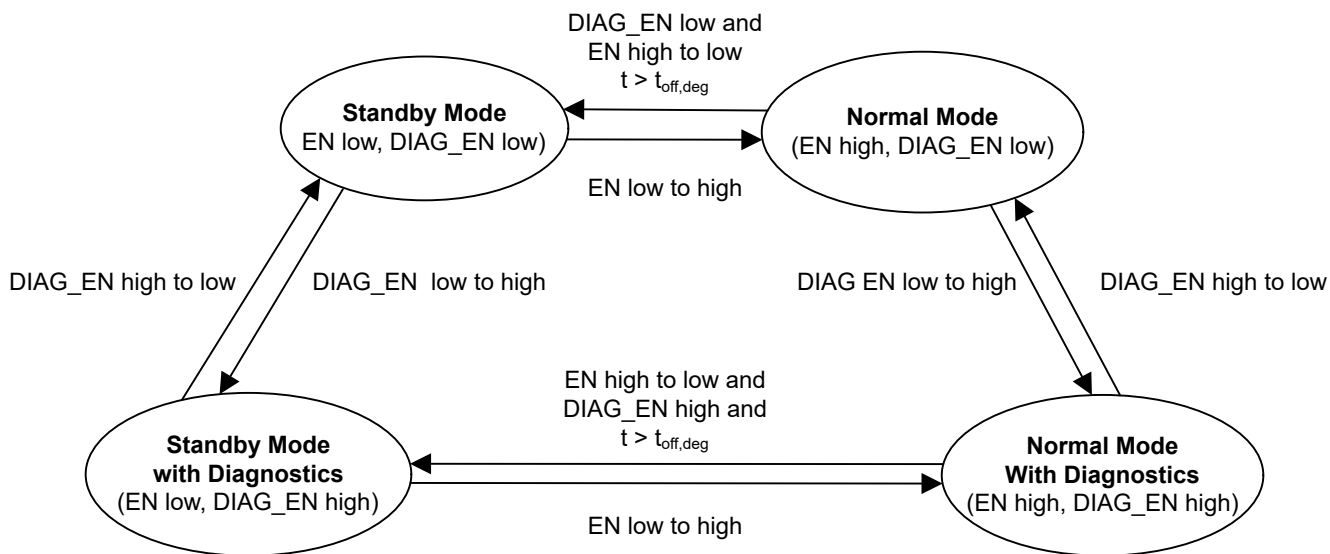 DIAG_EN low and
EN high to low
t > toff,deg
Standby Mode
EN low, DIAG_EN low)
Normal Mode
(EN high, DIAG_EN low)
EN low to high
DIAG_EN high to low
DIAG_EN low to high
DIAG EN low to high
DIAG_EN high to low
EN high to low and
DIAG_EN high and
t > toff,deg
Standby Mode
with Diagnostics
(EN low, DIAG_EN high)
Normal Mode
With Diagnostics
(EN high, DIAG_EN high)
EN low to high